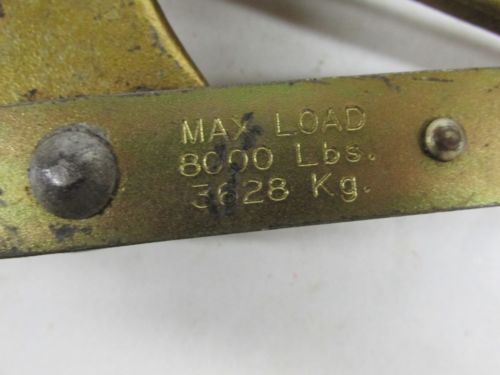 MAX LOAD
8000 Lbs.
3628 Kg.